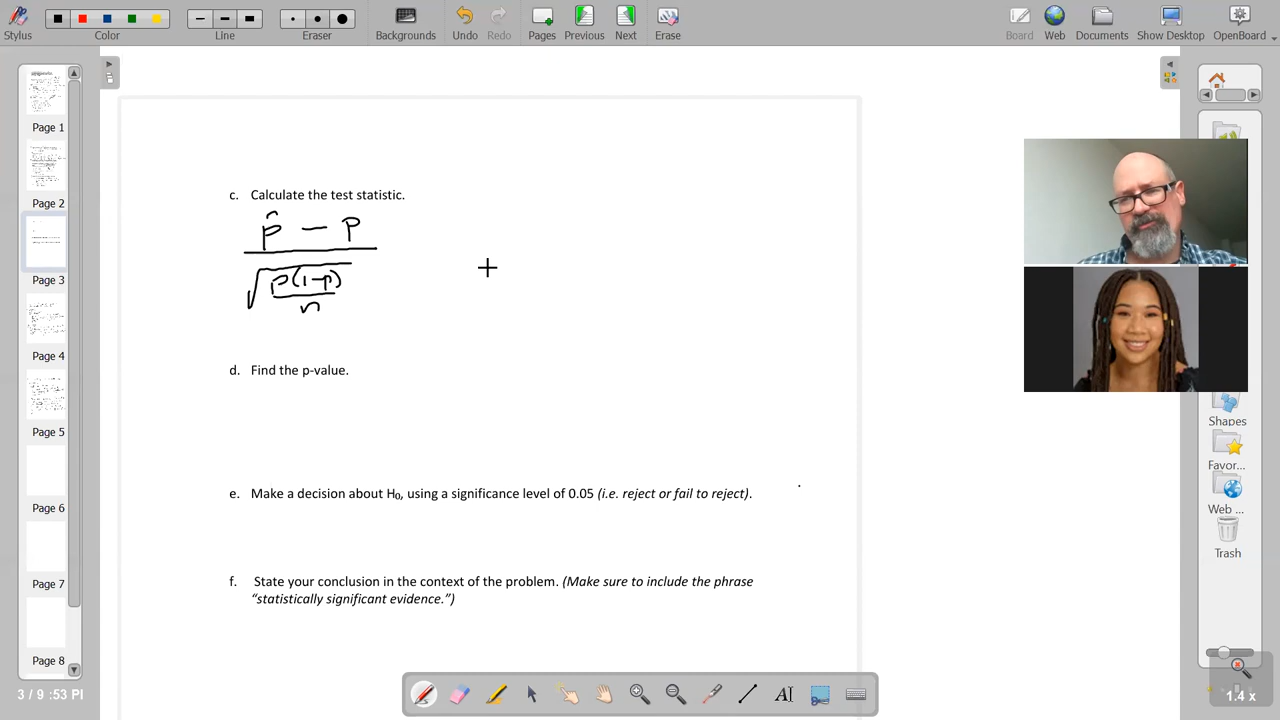 Stylus Color Line Eraser Backgrounds Undo Redo Pages Previous Next Erase Board Web Documents Show Desktop OpenBoard
Page 1
Page 2
Page 3
Page 4
Page 5
Page 6
Page 7
Page 8
c. Calculate the test statistic.
p̂ − p
√p(1−p)
n
d. Find the p-value.
e. Make a decision about H₀, using a significance level of 0.05 (i.e. reject or fail to reject).
f. State your conclusion in the context of the problem. (Make sure to include the phrase
“statistically significant evidence.”)
Shapes
Favor...
Web ...
Trash
3 / 9 :53 PI
1.4 x